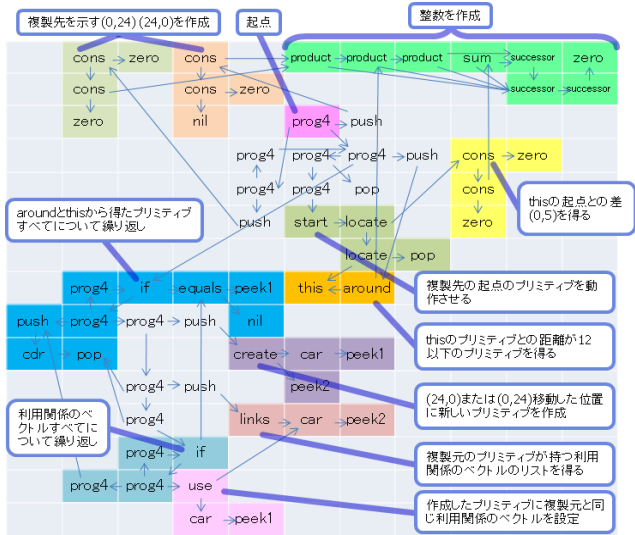 複製先を示す(0,24) (24,0)を作成
起点
整数を作成
cons zero cons product product product sum successor zero
cons cons zero successor successor
zero nil prog4 push
prog4 prog4 prog4 push cons zero
aroundとthisから得たプリミティブ
すべてについて繰り返し
prog4 prog4 pop cons
thisの起点との差
(0,5)を得る
push start locate zero
locate pop
prog4 if equals peek1 this around
複製先の起点のプリミティブを動
作させる
push prog4 prog4 push nil
thisのプリミティブとの距離が12
以下のプリミティブを得る
cdr pop create car peek1
prog4 push peek2
(24,0)または(0,24)移動した位置
に新しいプリミティブを作成
利用関係のベ
クトルすべてに
ついて繰り返し
prog4 links car peek2
prog4 if
複製元のプリミティブが持つ利用
関係のベクトルのリストを得る
prog4 prog4 use
car peek1
作成したプリミティブに複製元と同
じ利用関係のベクトルを設定